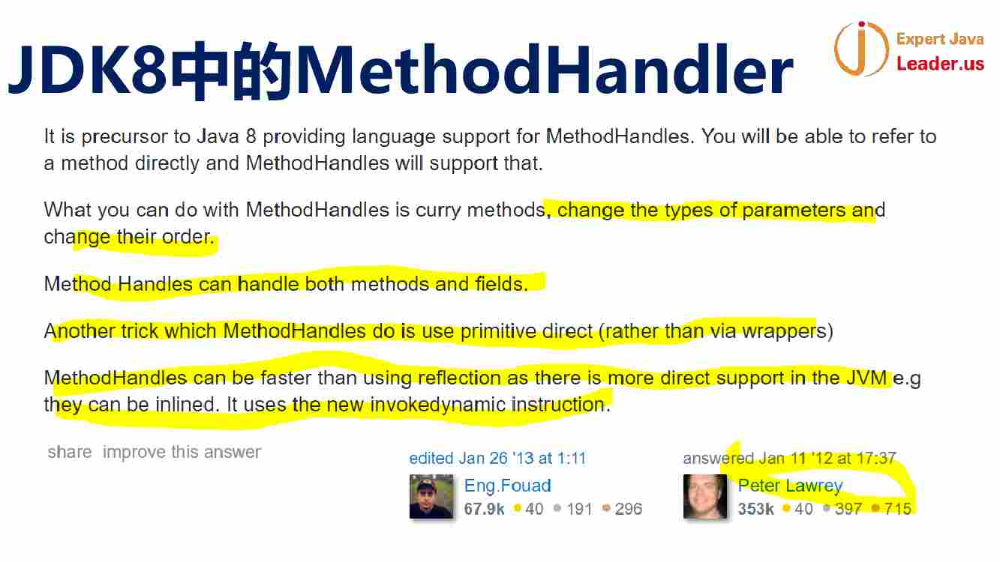 JDK8中的MethodHandler
Expert Java
Leader.us
It is precursor to Java 8 providing language support for MethodHandles. You will be able to refer to
a method directly and MethodHandles will support that.
What you can do with MethodHandles is curry methods, change the types of parameters and
change their order.
Method Handles can handle both methods and fields.
Another trick which MethodHandles do is use primitive direct (rather than via wrappers)
MethodHandles can be faster than using reflection as there is more direct support in the JVM e.g
they can be inlined. It uses the new invokedynamic instruction.
share improve this answer
edited Jan 26 '13 at 1:11
Eng.Fouad
67.9k 40 191 296
answered Jan 11 '12 at 17:37
Peter Lawrey
353k 40 397 715